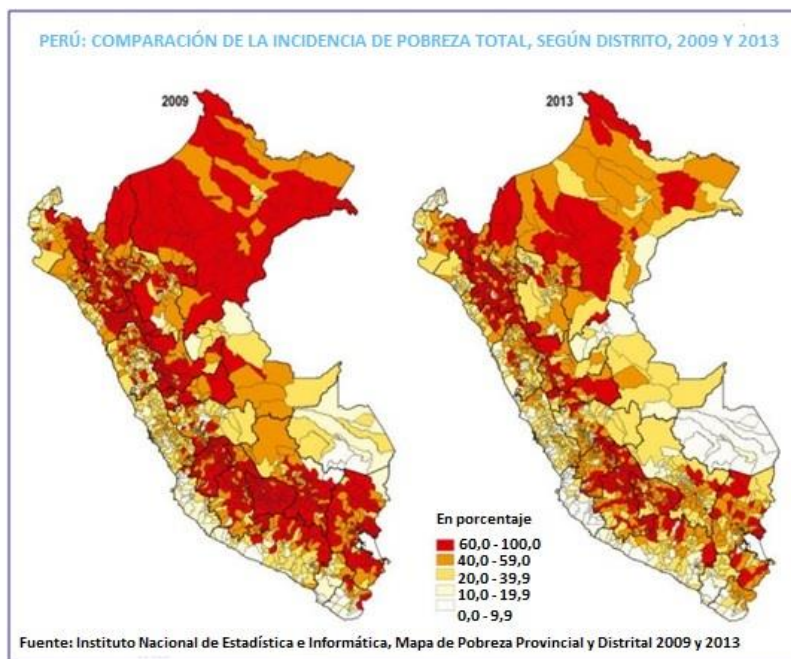 PERÚ: COMPARACIÓN DE LA INCIDENCIA DE POBREZA TOTAL, SEGÚN DISTRITO, 2009 Y 2013
2009
2013
En porcentaje
60,0 - 100,0
40,0 - 59,0
20,0 - 39,9
10,0 - 19,9
0,0 - 9,9
Fuente: Instituto Nacional de Estadística e Informática, Mapa de Pobreza Provincial y Distrital 2009 y 2013